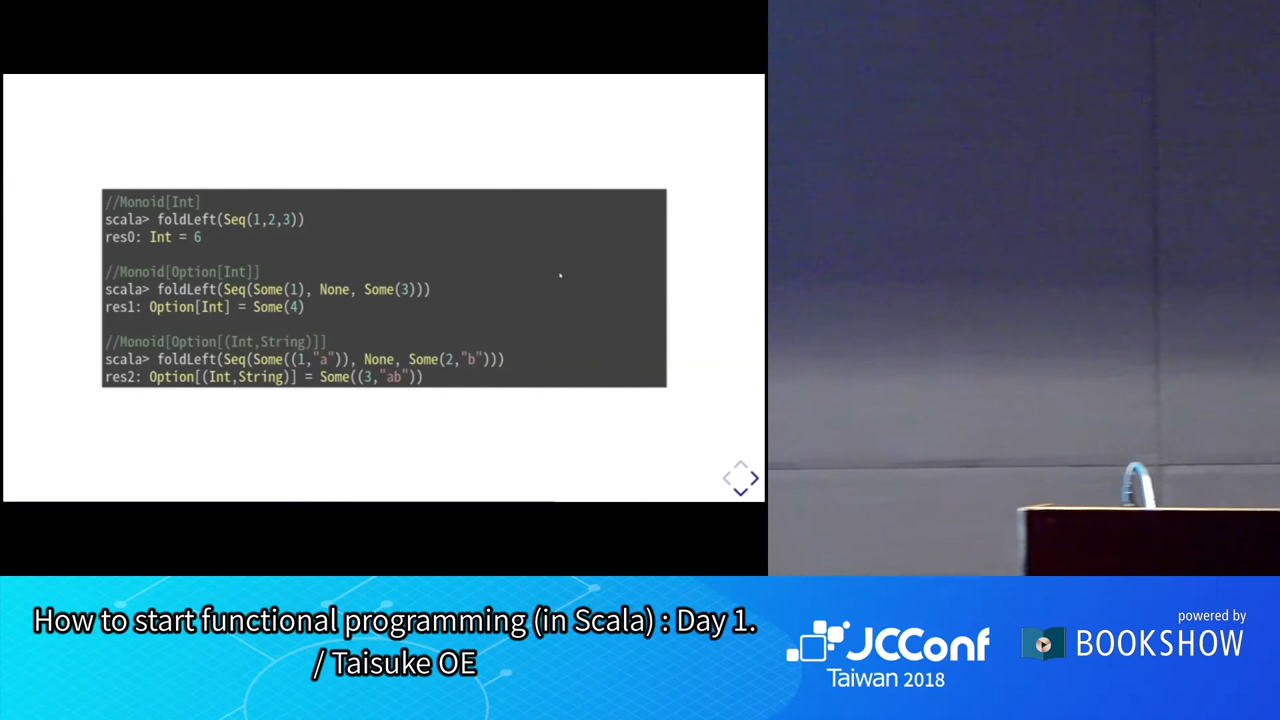 //Monoid[Int]
scala> foldLeft(Seq(1,2,3))
res0: Int = 6
//Monoid[Option[Int]]
scala> foldLeft(Seq(Some(1), None, Some(3)))
res1: Option[Int] = Some(4)
//Monoid[Option[(Int,String)]]
scala> foldLeft(Seq(Some((1,"a")), None, Some(2,"b")))
res2: Option[(Int,String)] = Some((3,"ab"))
How to start functional programming (in Scala) : Day 1.
/ Taisuke OE
JCConf
Taiwan 2018
powered by
BOOKSHOW